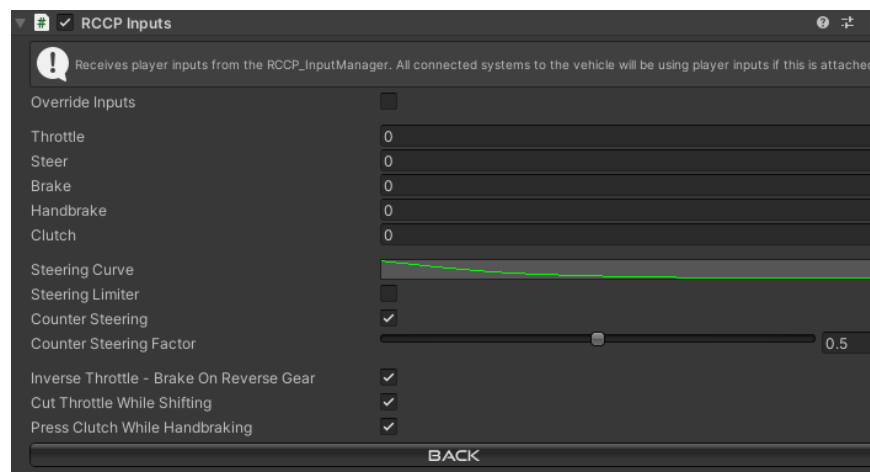 RCCP Inputs
Receives player inputs from the RCCP_InputManager. All connected systems to the vehicle will be using player inputs if this is attached
Override Inputs
Throttle 0
Steer 0
Brake 0
Handbrake 0
Clutch 0
Steering Curve
Steering Limiter
Counter Steering
Counter Steering Factor 0.5
Inverse Throttle - Brake On Reverse Gear
Cut Throttle While Shifting
Press Clutch While Handbraking
BACK